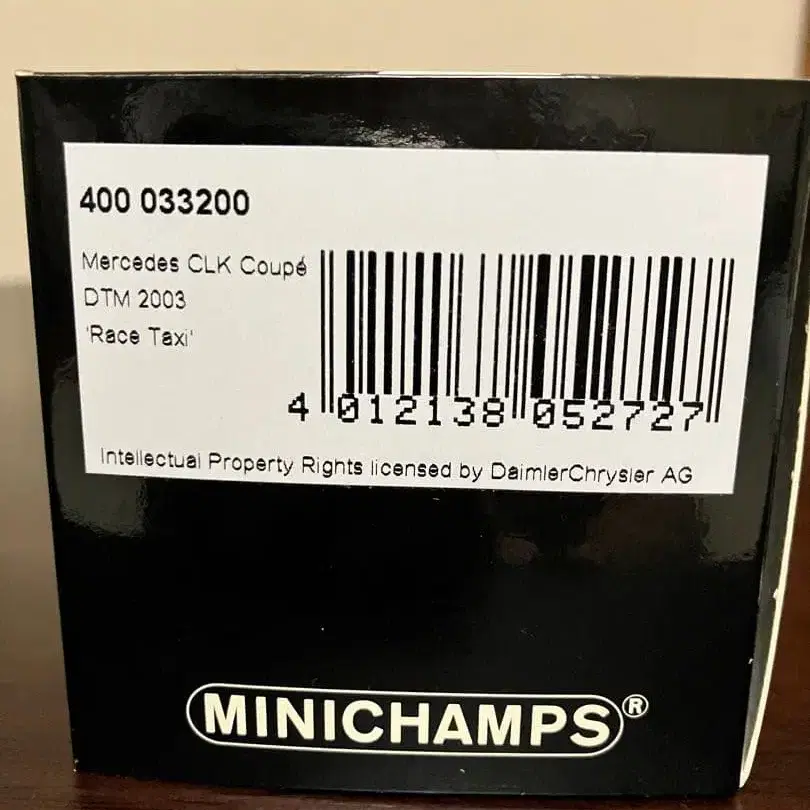 400 033200
Mercedes CLK Coupé
DTM 2003
'Race Taxi'
4 012138 052727
Intellectual Property Rights licensed by DaimlerChrysler AG
MINICHAMPS®